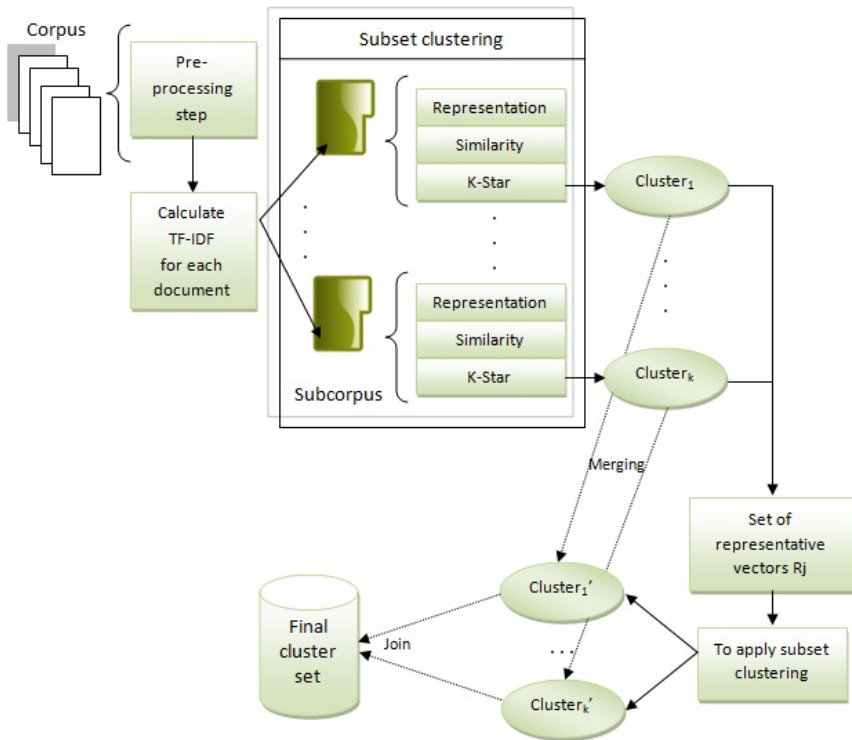 Corpus
Pre-
processing
step
Calculate
TF-IDF
for each
document
Subset clustering
Representation
Similarity
K-Star
Representation
Similarity
K-Star
Subcorpus
Cluster₁
Clusterₖ
Merging
Set of
representative
vectors Rj
To apply subset
clustering
Cluster₁’
...
Clusterₖ’
Join
Final
cluster
set